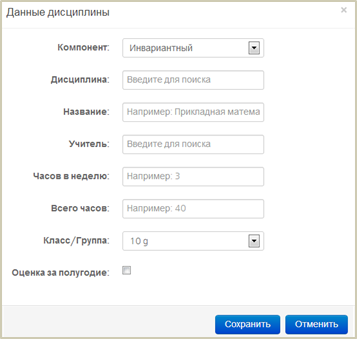 Данные дисциплины ×
Компонент: Инвариантный
Дисциплина: Введите для поиска
Название: Например: Прикладная матема
Учитель: Введите для поиска
Часов в неделю: Например: 3
Всего часов: Например: 40
Класс/Группа: 10 g
Оценка за полугодие:
Сохранить Отменить